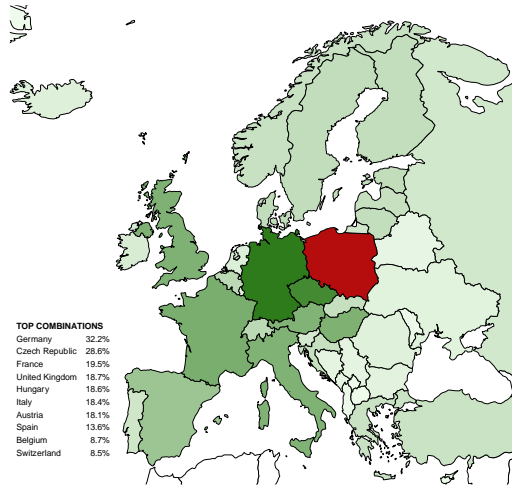 TOP COMBINATIONS
Germany 32.2%
Czech Republic 28.6%
France 19.5%
United Kingdom 18.7%
Hungary 18.6%
Italy 18.4%
Austria 18.1%
Spain 13.6%
Belgium 8.7%
Switzerland 8.5%